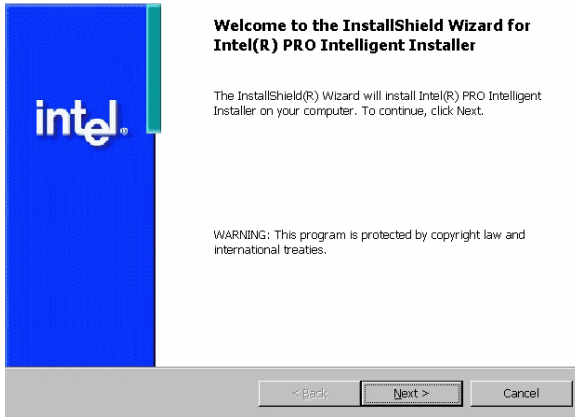 Welcome to the InstallShield Wizard for
Intel(R) PRO Intelligent Installer
The InstallShield(R) Wizard will install Intel(R) PRO Intelligent
Installer on your computer. To continue, click Next.
intel®
WARNING: This program is protected by copyright law and
international treaties.
< Back
Next >
Cancel